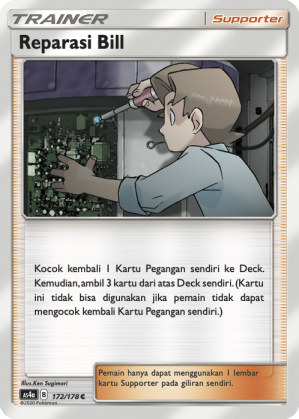 TRAINER
Supporter
Reparasi Bill
Kocok kembali 1 Kartu Pegangan sendiri ke Deck.
Kemudian, ambil 3 kartu dari atas Deck sendiri. (Kartu
ini tidak bisa digunakan jika pemain tidak dapat
mengocok kembali Kartu Pegangan sendiri.)
Pemain hanya dapat menggunakan 1 lembar
kartu Supporter pada giliran sendiri.
Illus.Ken Sugimori
AS4a B 172/178 C
©2020 Pokémon